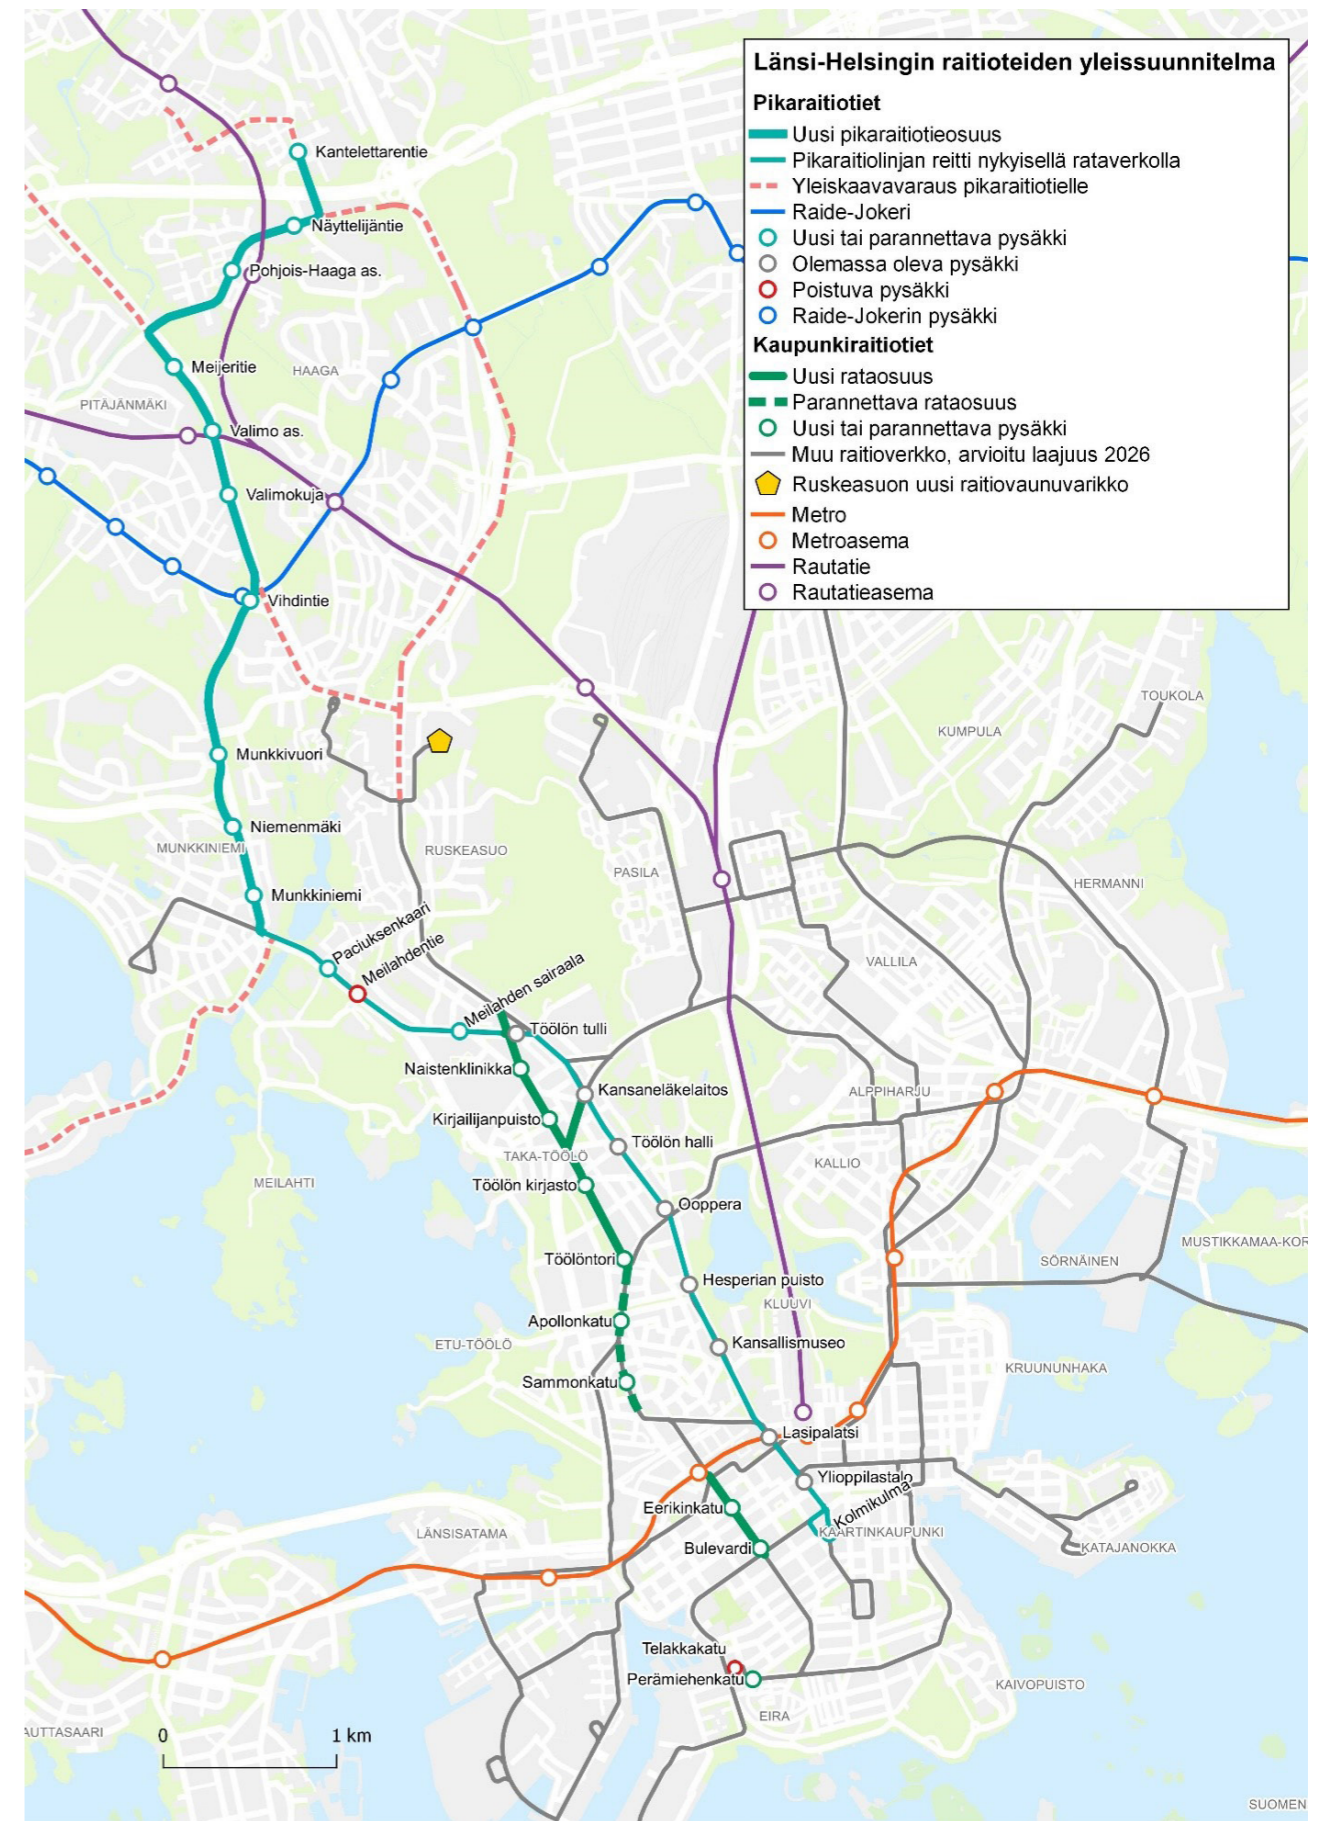 Länsi-Helsingin raitioteiden yleissuunnitelma
Pikaraitiotiet
Uusi pikaraitiotieosuus
Pikaraitiolinjan reitti nykyisellä rataverkolla
Yleiskaavavaraus pikaraitiotielle
Raide-Jokeri
Uusi tai parannettava pysäkki
Olemassa oleva pysäkki
Poistuva pysäkki
Raide-Jokerin pysäkki
Kaupunkiraitiotiet
Uusi rataosuus
Parannettava rataosuus
Uusi tai parannettava pysäkki
Muu raitioverkko, arvioitu laajuus 2026
Ruskeasuon uusi raitiovaunuvarikko
Metro
Metroasema
Rautatie
Rautatieasema
Kantelettarentie
Näyttelijäntie
Pohjois-Haaga as.
Meijeritie
HAAGA
PITÄJÄNMÄKI
Valimo as.
Valimokuja
Vihdintie
TOUKOLA
KUMPULA
Munkkivuori
Niemenmäki
MUNKKINIEMI
RUSKEASUO
PASILA
HERMANNI
Munkkiniemi
Paciuksenkaari
Meilahdentie
VALLILA
Meilahden sairaala
Töölön tulli
Naistenklinikka
Kansaneläkelaitos
ALPPIHARJU
Kirjailijanpuisto
Töölön halli
TAKA-TÖÖLÖ
KALLIO
MEILAHTI
Töölön kirjasto
Ooppera
MUSTIKKAMAA-KOR
Töölöntori
SÖRNÄINEN
Hesperian puisto
KLUUVI
Apollonkatu
ETU-TÖÖLÖ
Kansallismuseo
KRUUNUNHAKA
Sammonkatu
Lasipalatsi
Ylioppilastalo
Kolmikulma
Eerikinkatu
LÄNSISATAMA
KAARTINKAUPUNKI
Bulevardi
KATAJANOKKA
Telakkakatu
Perämiehenkatu
KAIVOPUISTO
EIRA
AUTTASAARI
0 1 km
SUOMEN